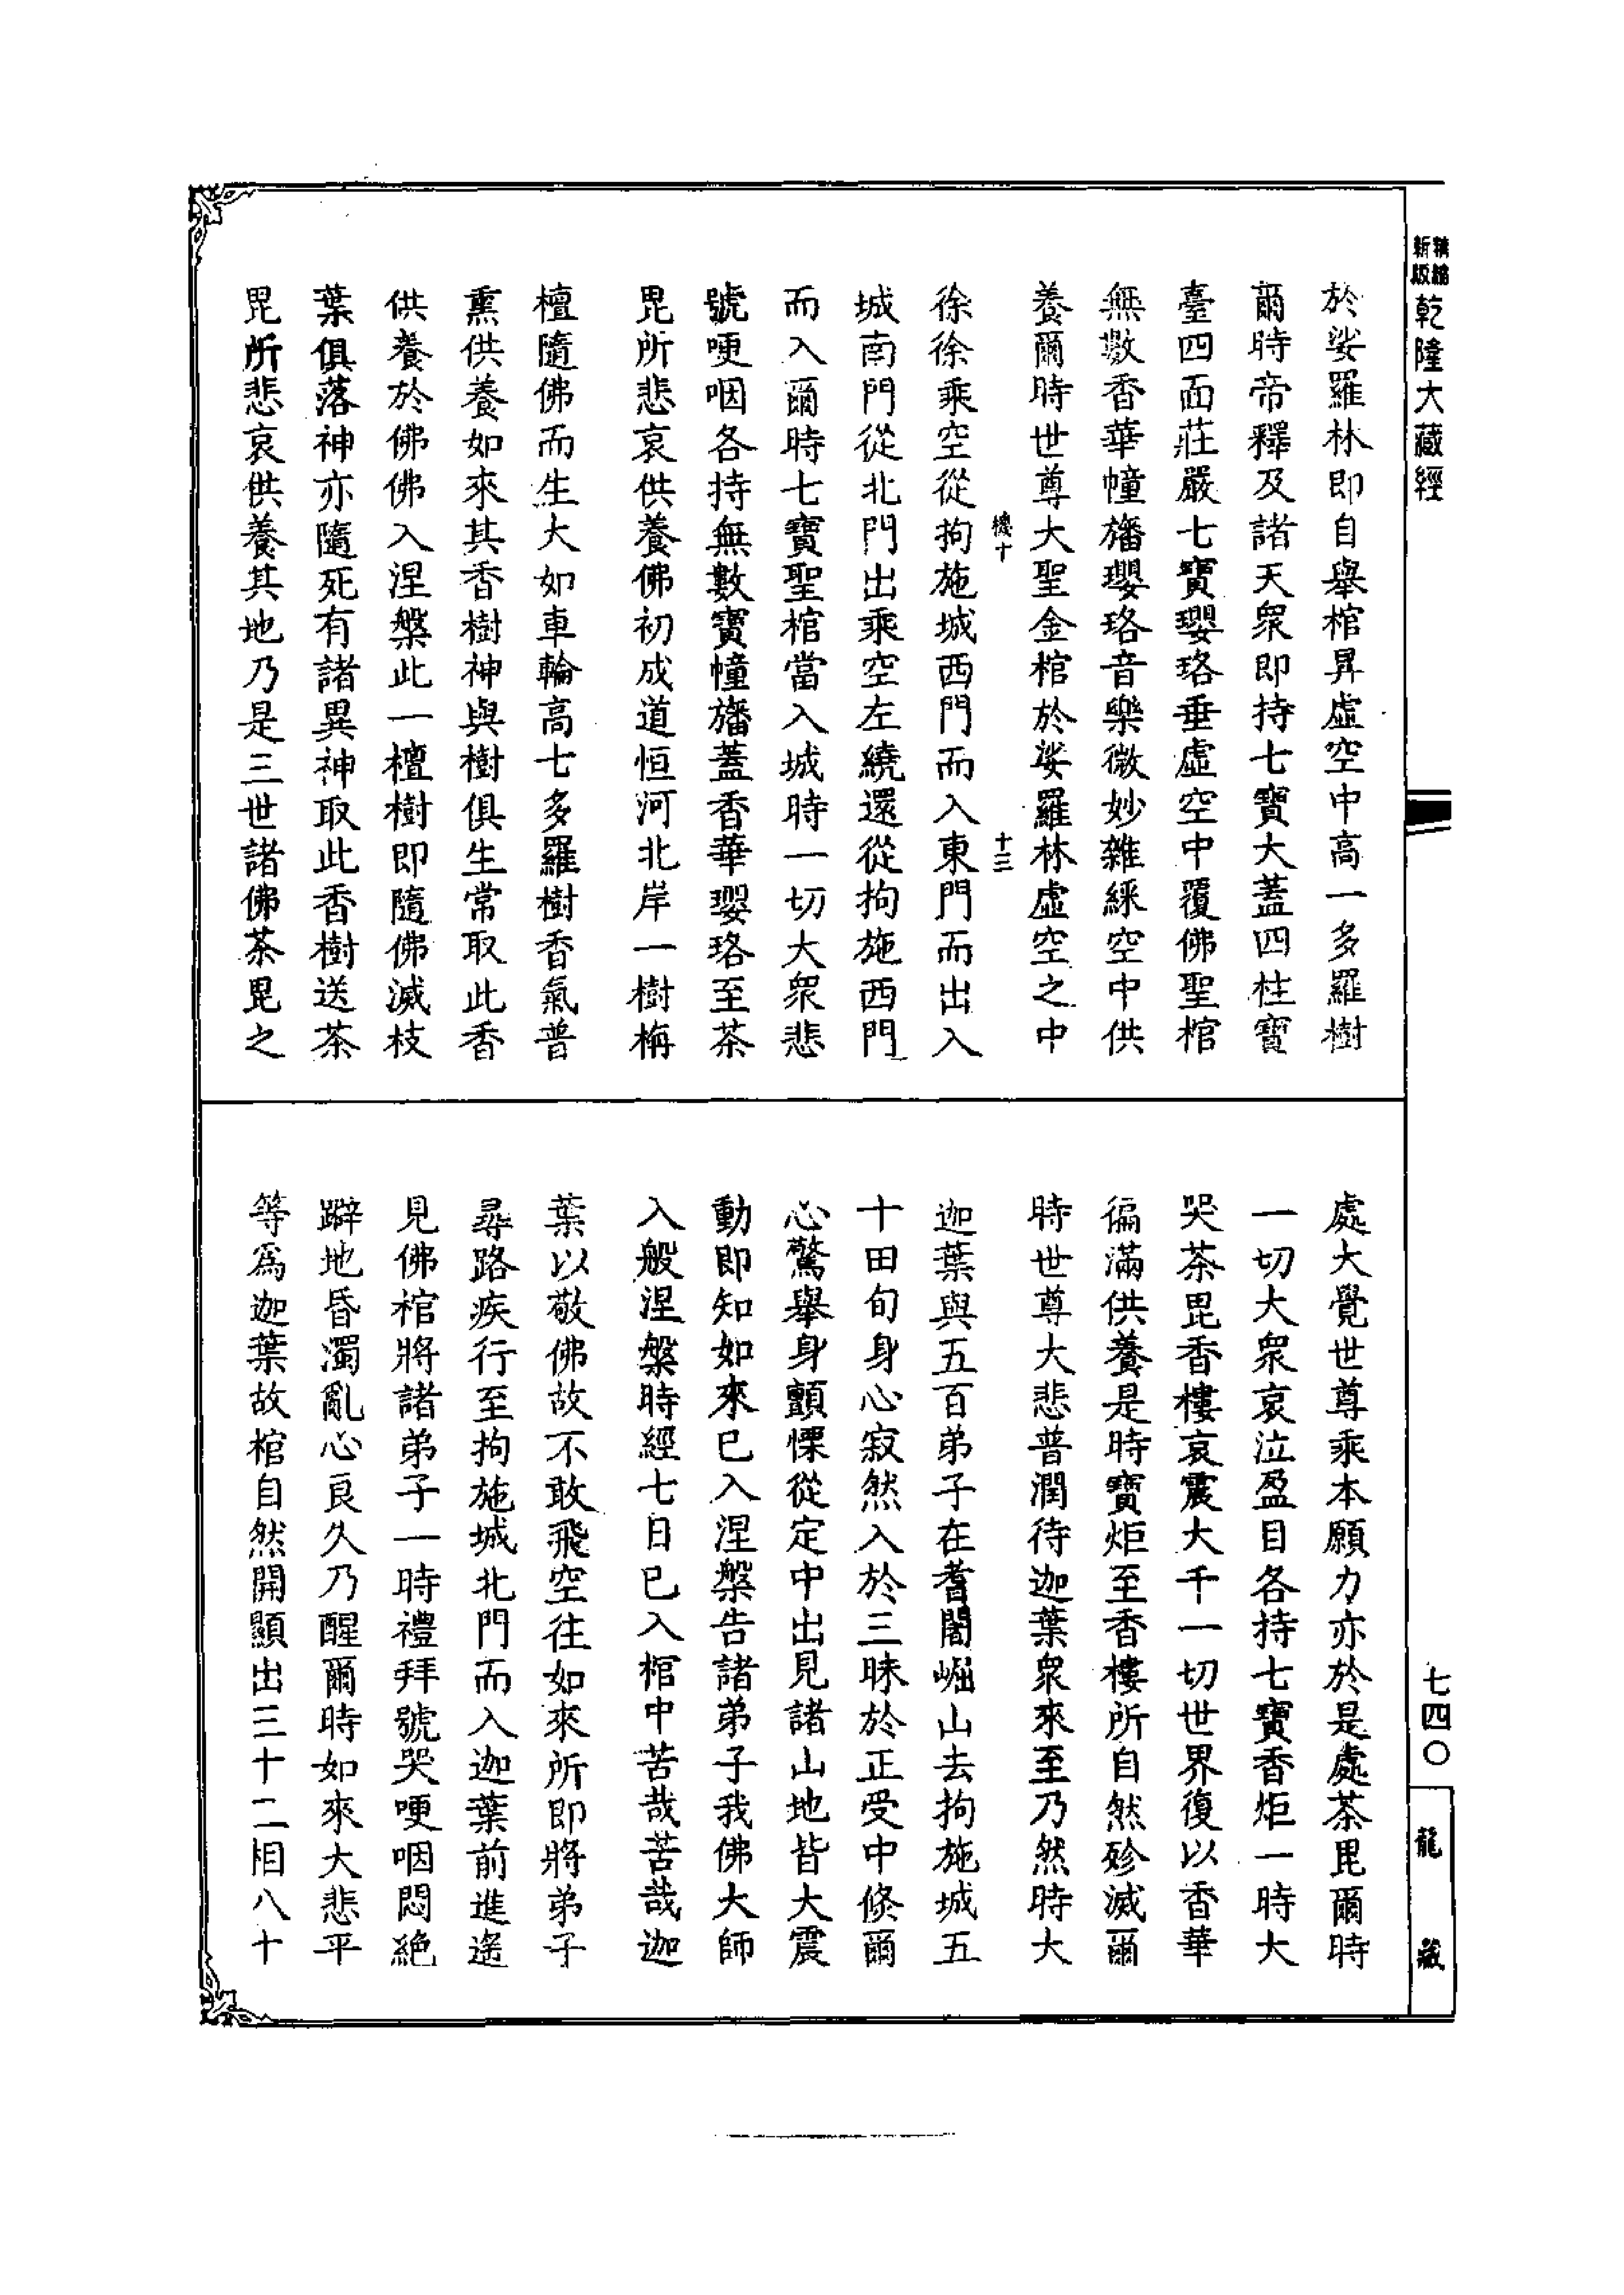 精縮新版乾隆大藏經
於娑羅林即自舉棺昇虛空中高一多羅樹
爾時帝釋及諸天衆即持七寶大蓋四柱寶
臺四面莊嚴七寶瓔珞垂虛空中覆佛聖棺
無數香華幢旛瓔珞音樂微妙雜綵空中供
養爾時世尊大聖金棺於娑羅林虛空之中
機十 十三
徐徐乘空從拘施城西門而入東門而出入
城南門從北門出乘空左繞還從拘施西門
而入爾時七寶聖棺當入城時一切大衆悲
號哽咽各持無數寶幢旛蓋香華瓔珞至茶
毘所悲哀供養佛初成道恒河北岸一樹栴
檀隨佛而生大如車輪高七多羅樹香氣普
熏供養如來其香樹神與樹俱生常取此香
供養於佛佛入涅槃此一檀樹即隨佛滅枝
葉俱落神亦隨死有諸異神取此香樹送茶
毘所悲哀供養其地乃是三世諸佛茶毘之
處大覺世尊乘本願力亦於是處茶毘爾時
一切大衆哀泣盈目各持七寶香炬一時大
哭茶毘香樓哀震大千一切世界復以香華
徧滿供養是時寶炬至香樓所自然殄滅爾
時世尊大悲普潤待迦葉衆來至乃然時大
迦葉與五百弟子在耆闍崛山去拘施城五
十由旬身心寂然入於三昧於正受中倏爾
心驚舉身顫慄從定中出見諸山地皆大震
動即知如來已入涅槃告諸弟子我佛大師
入般涅槃時經七日已入棺中苦哉苦哉迦
葉以敬佛故不敢飛空往如來所即將弟子
尋路疾行至拘施城北門而入迦葉前進遙
見佛棺將諸弟子一時禮拜號哭哽咽悶絕
躃地昏濁亂心良久乃醒爾時如來大悲平
等爲迦葉故棺自然開顯出三十二相八十
七四〇
龍藏